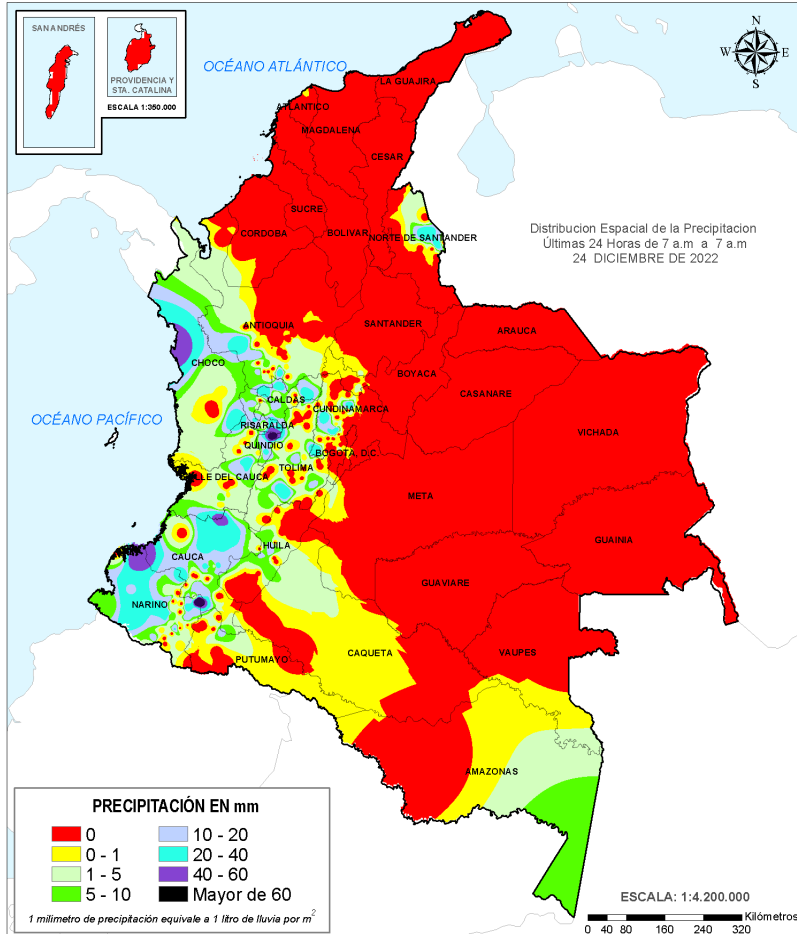 SAN ANDRÉS
PROVIDENCIA Y
STA. CATALINA
ESCALA 1:350.000
OCÉANO ATLÁNTICO
N
W
E
S
LA GUAJIRA
ATLANTICO
MAGDALENA
CESAR
SUCRE
CORDOBA
BOLIVAR
NORTE DE SANTANDER
Distribucion Espacial de la Precipitacion
Últimas 24 Horas de 7 a.m a 7 a.m
24 DICIEMBRE DE 2022
ANTIOQUIA
SANTANDER
ARAUCA
CHOCO
BOYACA
CASANARE
CALDAS
CUNDINAMARCA
OCÉANO PACÍFICO
RISARALDA
QUINDIO
BOGOTA, D.C.
VICHADA
TOLIMA
LLE DEL CAUCA
META
GUAINIA
HUILA
CAUCA
GUAVIARE
NARINO
CAQUETA
VAUPES
PUTUMAYO
AMAZONAS
PRECIPITACIÓN EN mm
0
10 - 20
0 - 1
20 - 40
1 - 5
40 - 60
5 - 10
Mayor de 60
1 milimetro de precipitación equivale a 1 litro de lluvia por m²
ESCALA: 1:4.200.000
Kilómetros
0 40 80 160 240 320